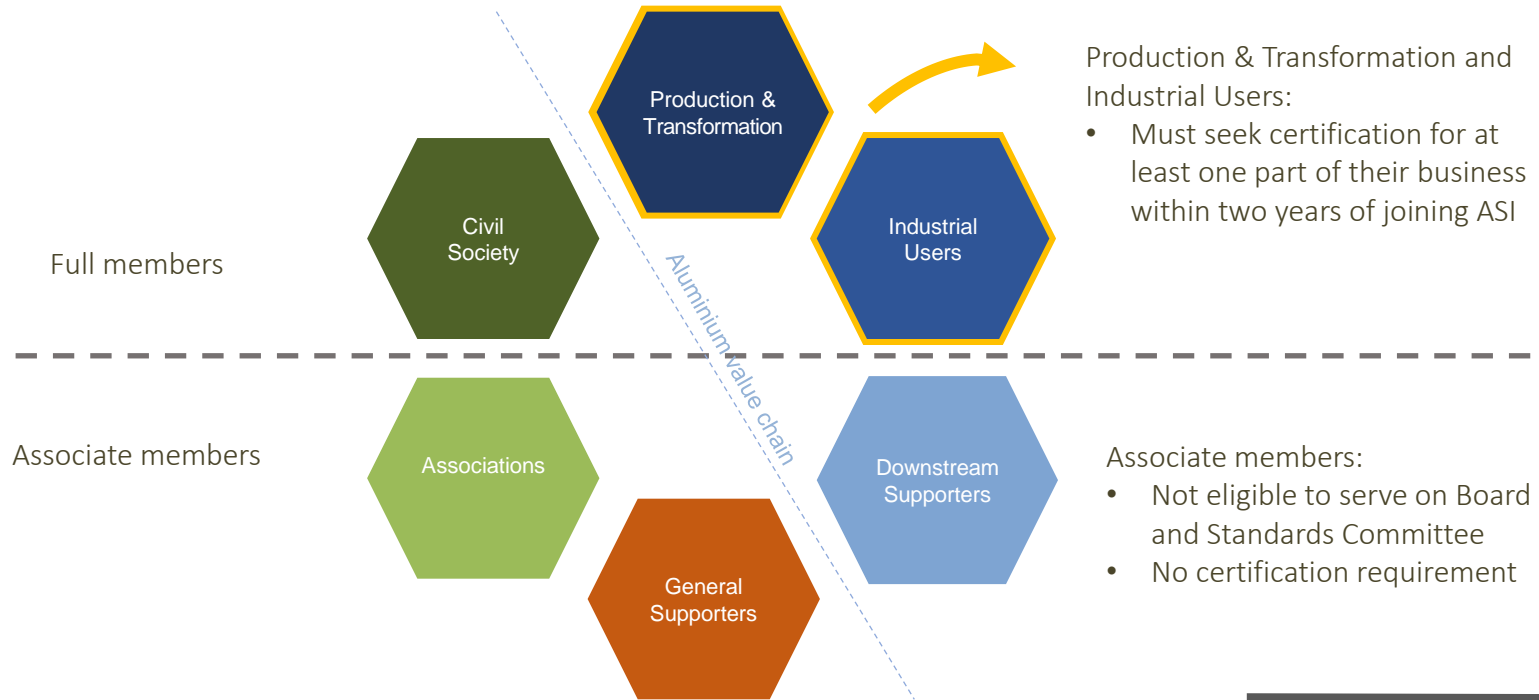 Production &
Transformation
Production & Transformation and
Industrial Users:
• Must seek certification for at
least one part of their business
within two years of joining ASI
Civil
Society
Industrial
Users
Full members
Aluminium value chain
Associate members
Associations
Downstream
Supporters
Associate members:
• Not eligible to serve on Board
and Standards Committee
• No certification requirement
General
Supporters